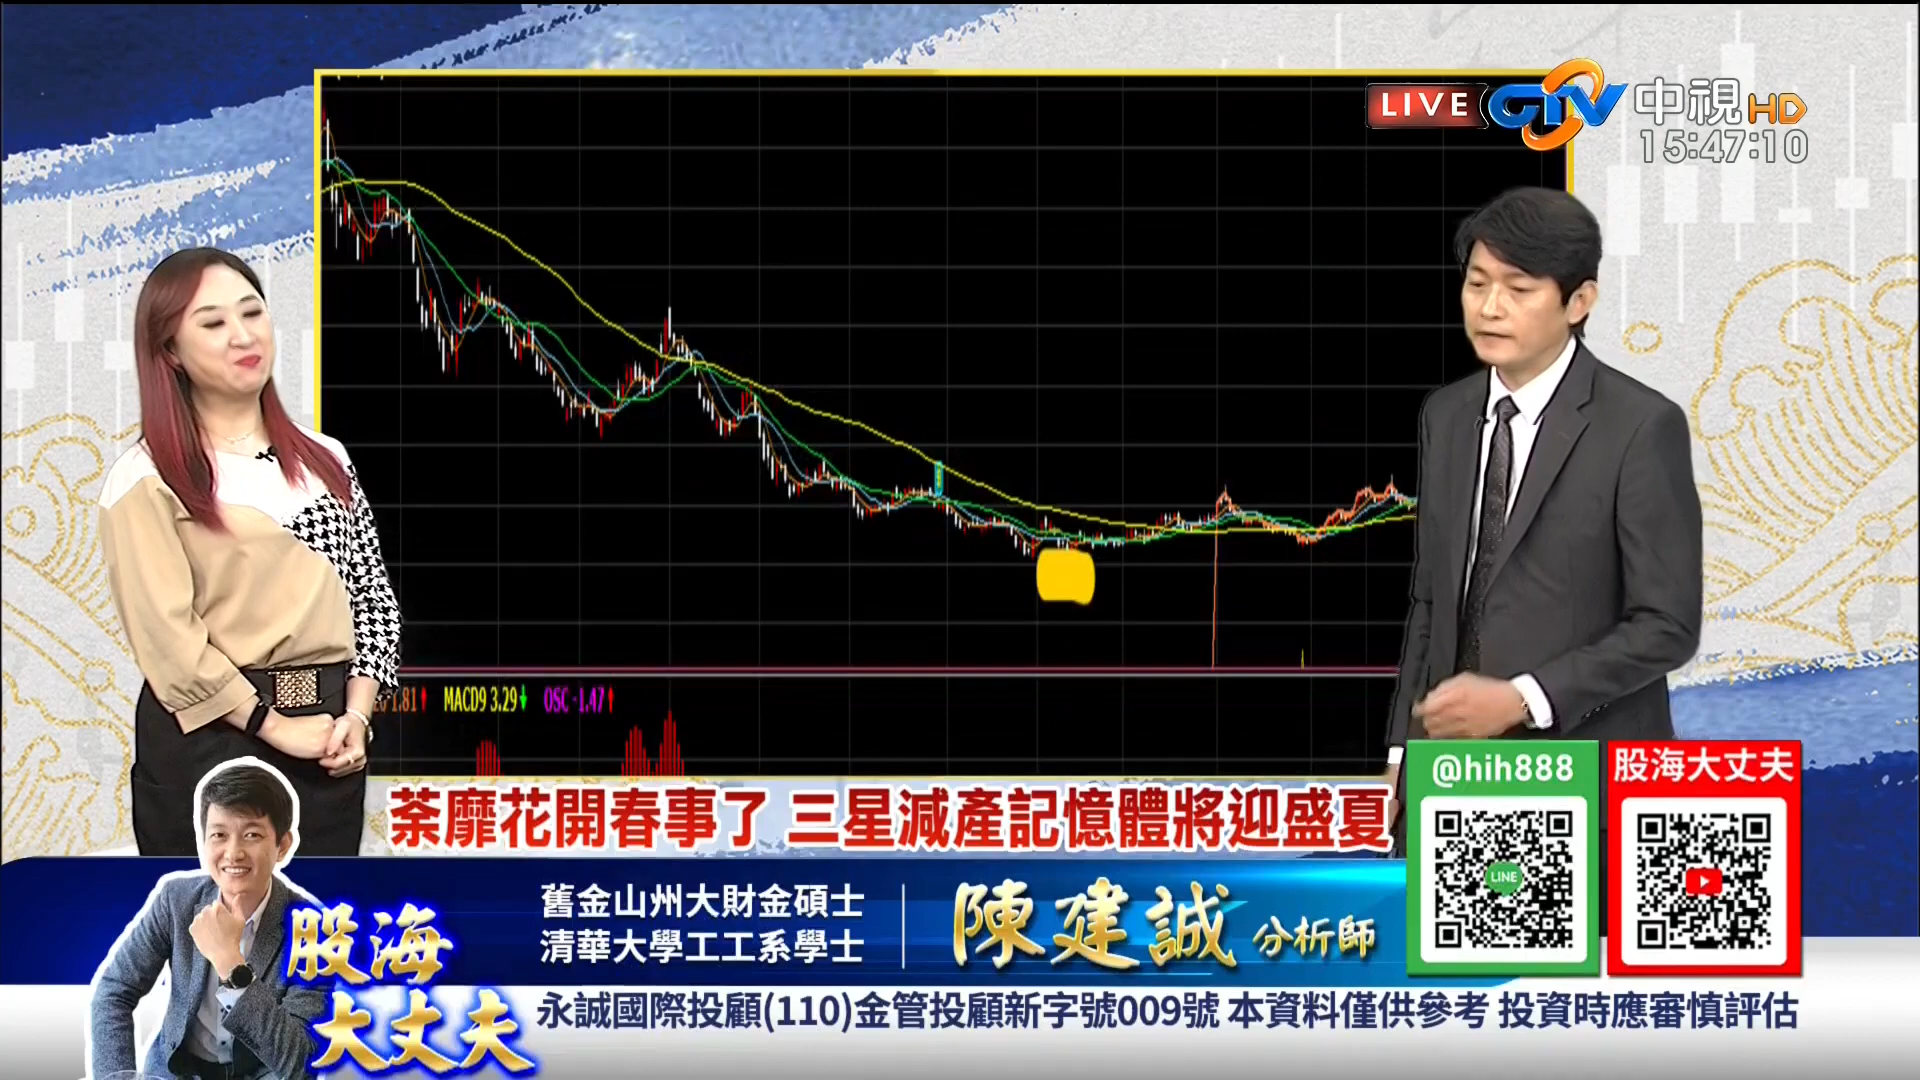 LIVE CTV 中視HD
15:47:10
1.81↑ MACD9 3.29↓ OSC -1.47↑
荼靡花開春事了 三星減產記憶體將迎盛夏
@hih888
LINE
股海大丈夫
舊金山州大財金碩士
清華大學工工系學士
陳建誠 分析師
股海
大丈夫
永誠國際投顧(110)金管投顧新字號009號 本資料僅供參考 投資時應審慎評估